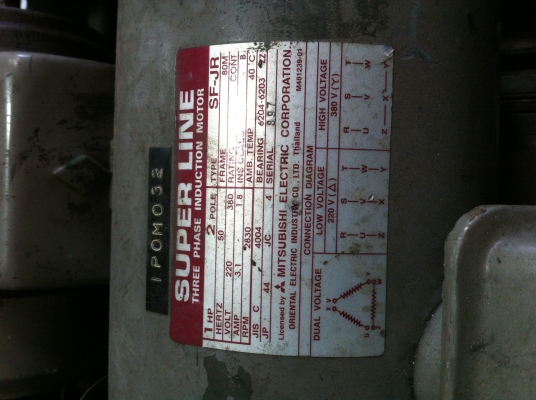 1POMO32
SUPER LINE
THREE PHASE INDUCTION MOTOR
1 HP 2 POLE TYPE SF-JR
HERTZ 50 FRAME 80M
VOLT 220 380 RATING CONT
AMP 3.1 1.8 INS CLASS B
RPM 2830 AMB. TEMP 40 C
JIS C 4004 BEARING 6204-6203
JP 44 JC 4 SERIAL
Licensed by MITSUBISHI ELECTRIC CORPORATION
ORIENTAL ELECTRIC INDUSTRY CO., LTD. Thailand M401239-01
CONNECTION DIAGRAM
DUAL VOLTAGE LOW VOLTAGE HIGH VOLTAGE
220 V (△) 380 V (Y)
R S T R S T
U V W U V W
Z X Y Z X Y